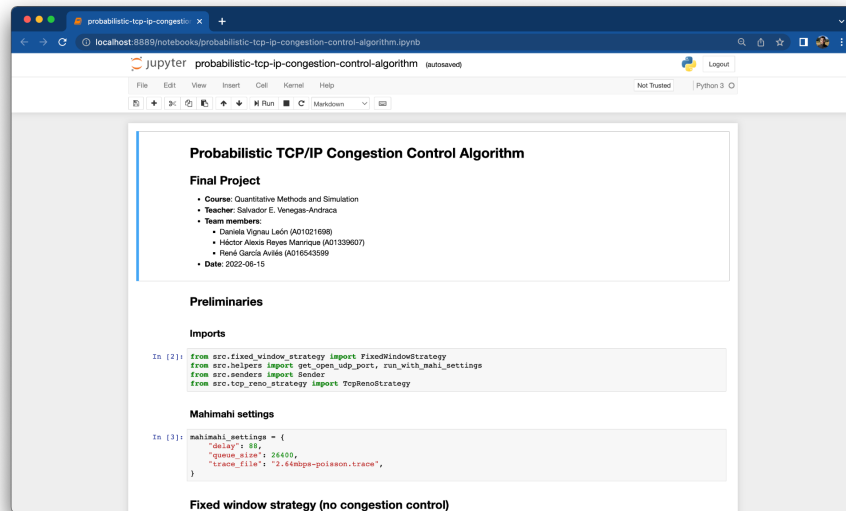 probabilistic-tcp-ip-congestion
localhost:8889/notebooks/probabilistic-tcp-ip-congestion-control-algorithm.ipynb
jupyter probabilistic-tcp-ip-congestion-control-algorithm (autosaved)
Logout
File Edit View Insert Cell Kernel Help
Not Trusted
Python 3
Run
Markdown
Probabilistic TCP/IP Congestion Control Algorithm
Final Project
• Course: Quantitative Methods and Simulation
• Teacher: Salvador E. Venegas-Andraca
• Team members:
• Daniela Vignau León (A01021698)
• Héctor Alexis Reyes Manrique (A01339607)
• René García Avilés (A016543599
• Date: 2022-06-15
Preliminaries
Imports
In [2]: from src.fixed_window_strategy import FixedWindowStrategy
from src.helpers import get_open_udp_port, run_with_mahi_settings
from src.senders import Sender
from src.tcp_reno_strategy import TcpRenoStrategy
Mahimahi settings
In [3]: mahimahi_settings = {
"delay": 88,
"queue_size": 26400,
"trace_file": "2.64mbps-poisson.trace",
}
Fixed window strategy (no congestion control)